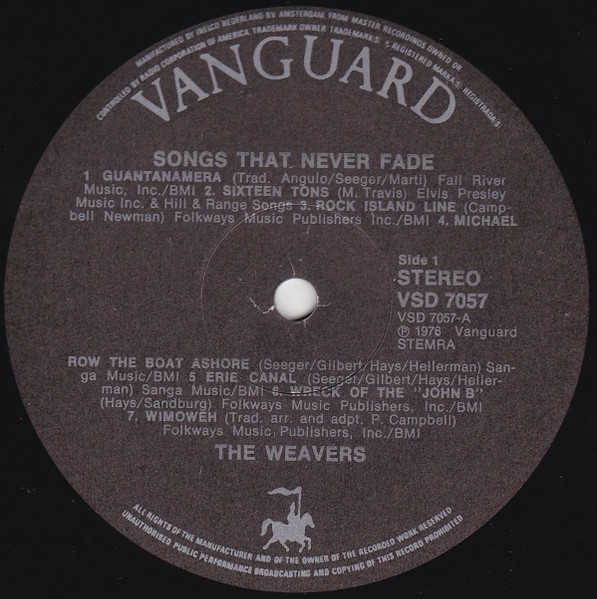 MANUFACTURED BY INELCO NEDERLAND B.V. AMSTERDAM, FROM MASTER RECORDINGS OWNED OR
CONTROLLED BY RADIO CORPORATION OF AMERICA. TRADEMARK OWNER TRADEMARKS: REGISTERED MARKA(S) REGISTRADA(S)
VANGUARD
SONGS THAT NEVER FADE
1 GUANTANAMERA (Trad. Angulo/Seeger/Marti) Fall River
Music, Inc./BMI 2. SIXTEEN TONS (M. Travis) Elvis Presley
Music Inc. & Hill & Range Songs 3. ROCK ISLAND LINE (Camp-
bell Newman) Folkways Music Publishers Inc./BMI 4. MICHAEL
Side 1
STEREO
VSD 7057
VSD 7057-A
℗ 1976 Vanguard
STEMRA
ROW THE BOAT ASHORE (Seeger/Gilbert/Hays/Hellerman) San-
ga Music/BMI 5 ERIE CANAL (Seeger/Gilbert/Hays/Heller-
man) Sanga Music/BMI 6. WRECK OF THE "JOHN B"
(Hays/Sandburg) Folkways Music Publishers, Inc./BMI
7. WIMOWEH (Trad. arr. and adpt. P. Campbell)
Folkways Music Publishers, Inc./BMI
THE WEAVERS
ALL RIGHTS OF THE MANUFACTURER AND OF THE OWNER OF THE RECORDED WORK RESERVED
UNAUTHORISED PUBLIC PERFORMANCE BROADCASTING AND COPYING OF THIS RECORD PROHIBITED